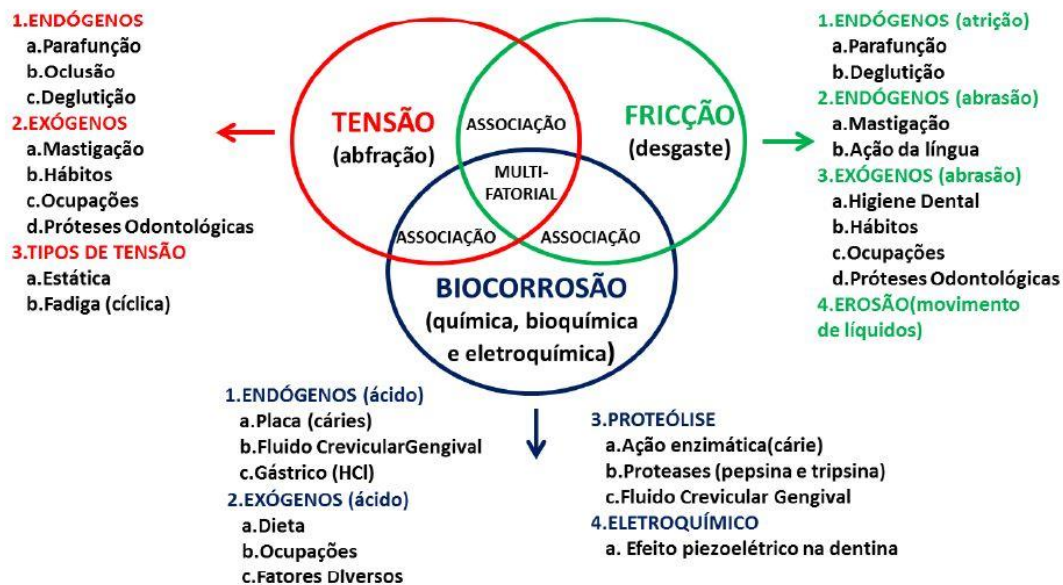 1.ENDÓGENOS
a.Parafunção
b.Oclusão
c.Deglutição
2.EXÓGENOS
a.Mastigação
b.Hábitos
c.Ocupações
d.Próteses Odontológicas
3.TIPOS DE TENSÃO
a.Estática
b.Fadiga (cíclica)
TENSÃO
(abfração)
ASSOCIAÇÃO
FRICÇÃO
(desgaste)
MULTI-
FATORIAL
ASSOCIAÇÃO
ASSOCIAÇÃO
BIOCORROSÃO
(química, bioquímica
e eletroquímica)
1.ENDÓGENOS (atrição)
a.Parafunção
b.Deglutição
2.ENDÓGENOS (abrasão)
a.Mastigação
b.Ação da língua
3.EXÓGENOS (abrasão)
a.Higiene Dental
b.Hábitos
c.Ocupações
d.Próteses Odontológicas
4.EROSÃO(movimento
de líquidos)
1.ENDÓGENOS (ácido)
a.Placa (cáries)
b.Fluido CrevicularGengival
c.Gástrico (HCl)
2.EXÓGENOS (ácido)
a.Dieta
b.Ocupações
c.Fatores Diversos
3.PROTEÓLISE
a.Ação enzimática(cárie)
b.Proteases (pepsina e tripsina)
c.Fluido Crevicular Gengival
4.ELETROQUÍMICO
a. Efeito piezoelétrico na dentina